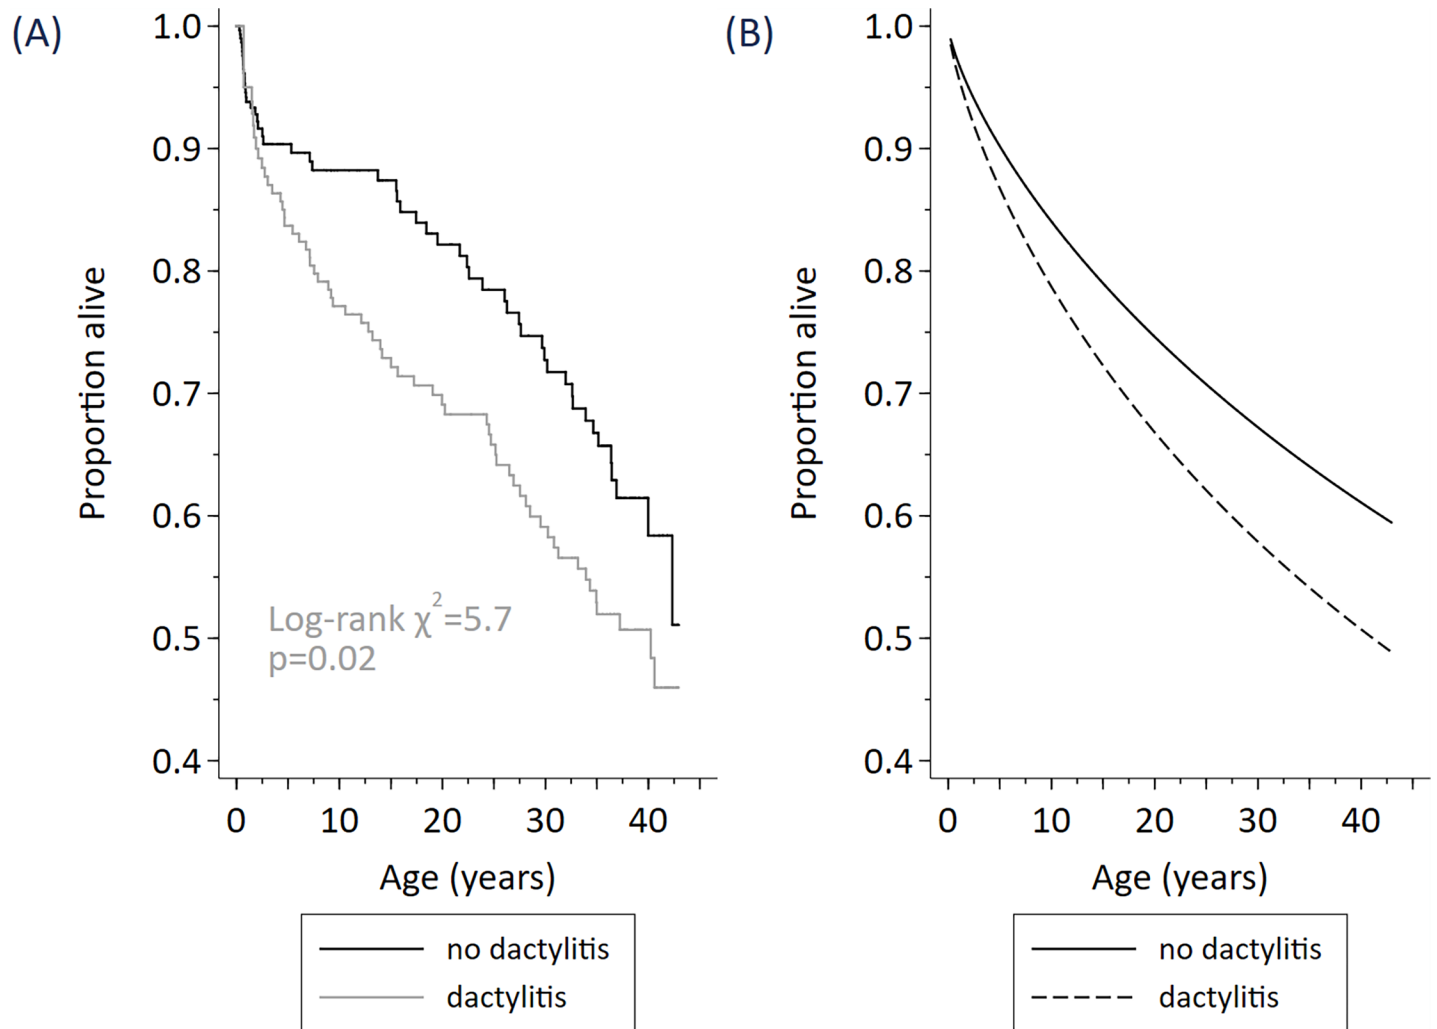 (A)
1.0
0.9
0.8
0.7
0.6
0.5
0.4
Proportion alive
Log-rank χ²=5.7
p=0.02
0 10 20 30 40
Age (years)
no dactylitis
dactylitis
(B)
1.0
0.9
0.8
0.7
0.6
0.5
0.4
Proportion alive
0 10 20 30 40
Age (years)
no dactylitis
dactylitis